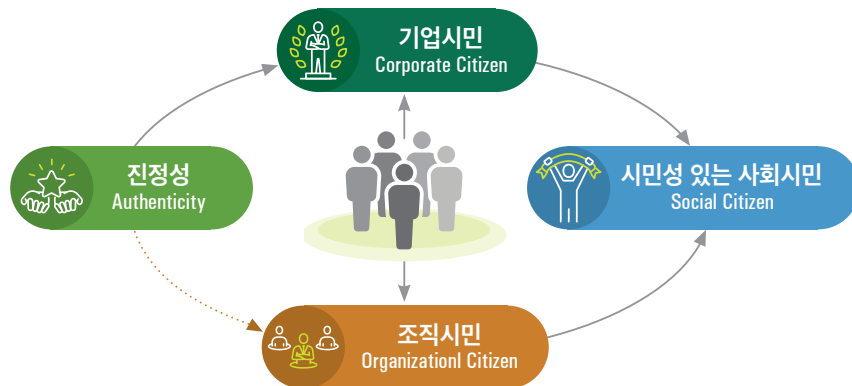 기업시민
Corporate Citizen
진정성
Authenticity
시민성 있는 사회시민
Social Citizen
조직시민
Organizationl Citizen